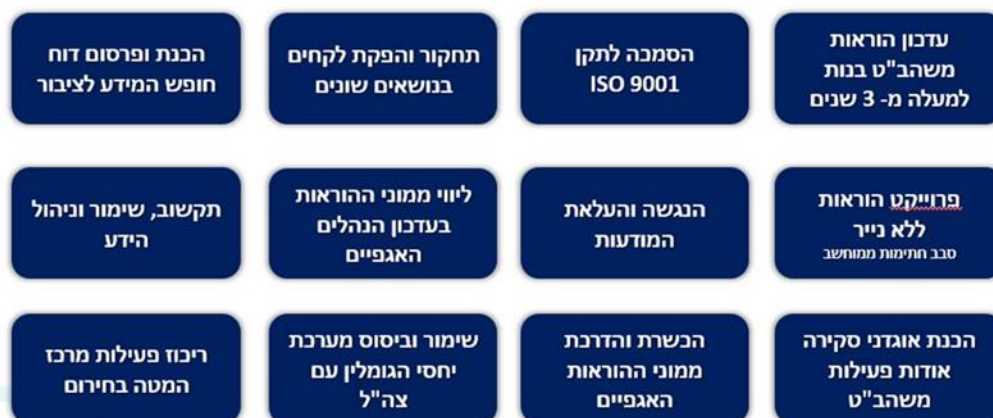 עדכון הוראות
משהב"ט בנות
למעלה מ- 3 שנים
הסמכה לתקן
ISO 9001
תחקור והפקת לקחים
בנושאים שונים
הכנת ופרסום דוח
חופש המידע לציבור
פרוייקט הוראות
ללא נייר
סבב חתימות ממוחשב
הנגשה והעלאת
המודעות
ליווי ממוני ההוראות
בעדכון הנהלים
האגפיים
תקשוב, שימור וניהול
הידע
הכנת אוגדני סקירה
אודות פעילות
משהב"ט
הכשרת והדרכת
ממוני ההוראות
האגפיים
שימור וביסוס מערכת
יחסי הגומלין עם
צה"ל
ריכוז פעילות מרכז
המטה בחירום